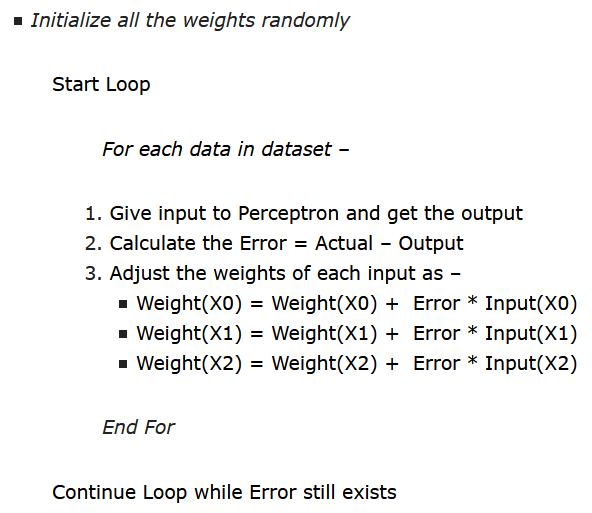 ▪ Initialize all the weights randomly
Start Loop
For each data in dataset –
1. Give input to Perceptron and get the output
2. Calculate the Error = Actual – Output
3. Adjust the weights of each input as –
▪ Weight(X0) = Weight(X0) + Error * Input(X0)
▪ Weight(X1) = Weight(X1) + Error * Input(X1)
▪ Weight(X2) = Weight(X2) + Error * Input(X2)
End For
Continue Loop while Error still exists